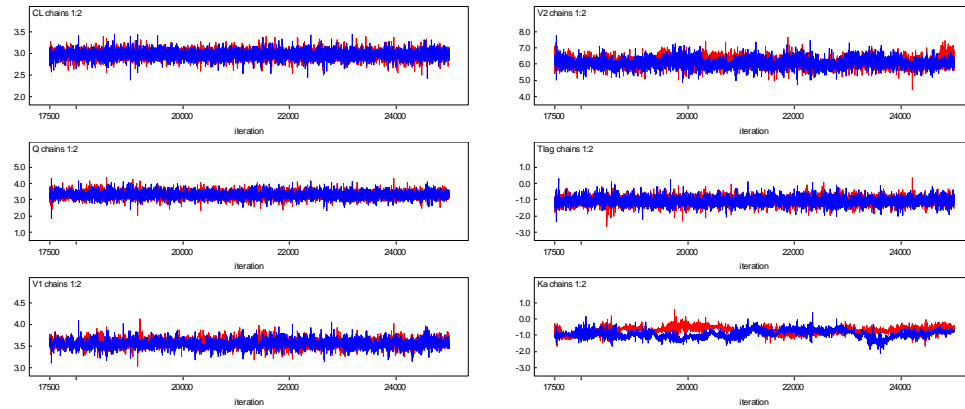 CL chains 1:2
3.5
3.0
2.5
2.0
17500 20000 22000 24000
iteration
V2 chains 1:2
8.0
7.0
6.0
5.0
4.0
17500 20000 22000 24000
iteration
Q chains 1:2
5.0
4.0
3.0
2.0
1.0
17500 20000 22000 24000
iteration
Tlag chains 1:2
1.0
0.0
-1.0
-2.0
-3.0
17500 20000 22000 24000
iteration
V1 chains 1:2
4.5
4.0
3.5
3.0
17500 20000 22000 24000
iteration
Ka chains 1:2
1.0
0.0
-1.0
-2.0
-3.0
17500 20000 22000 24000
iteration